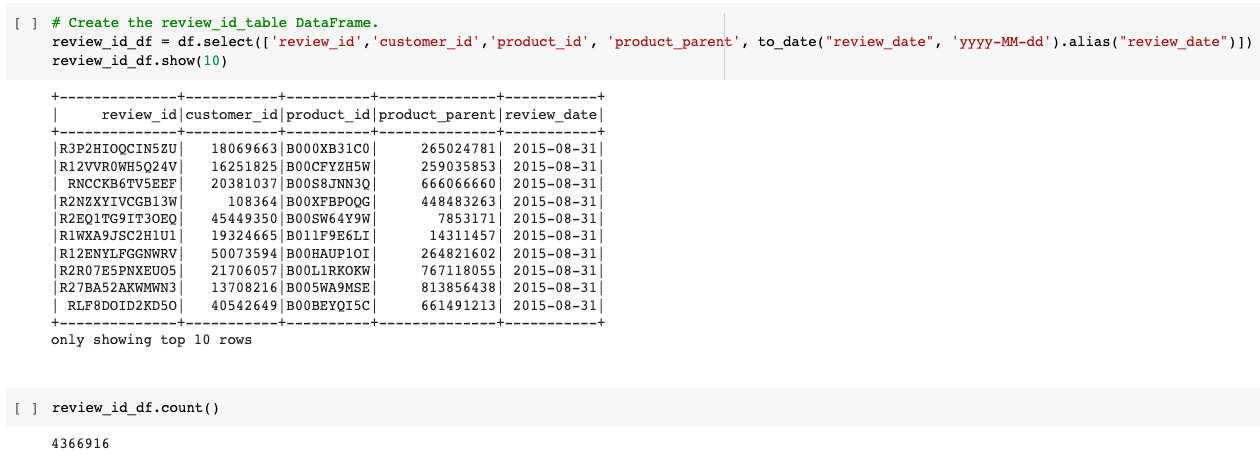 [ ] # Create the review_id_table DataFrame.
review_id_df = df.select(['review_id','customer_id','product_id', 'product_parent', to_date("review_date", 'yyyy-MM-dd').alias("review_date")])
review_id_df.show(10)
+--------------+-----------+----------+--------------+-----------+
|     review_id|customer_id|product_id|product_parent|review_date|
+--------------+-----------+----------+--------------+-----------+
|R3P2HIOQCIN5ZU|   18069663|B000XB31C0|     265024781| 2015-08-31|
|R12VVR0WH5Q24V|   16251825|B00CFYZH5W|     259035853| 2015-08-31|
| RNCCKB6TV5EEF|   20381037|B00S8JNN3Q|     666066660| 2015-08-31|
|R2NZXYIVCGB13W|     108364|B00XFBPOQG|     448483263| 2015-08-31|
|R2EQ1TG9IT3OEQ|   45449350|B00SW64Y9W|       7853171| 2015-08-31|
|R1WXA9JSC2H1U1|   19324665|B011F9E6LI|      14311457| 2015-08-31|
|R12ENYLFGGNWRV|   50073594|B00HAUP1OI|     264821602| 2015-08-31|
|R2R07E5PNXEUO5|   21706057|B00L1RKOKW|     767118055| 2015-08-31|
|R27BA52AKWMWN3|   13708216|B005WA9MSE|     813856438| 2015-08-31|
| RLF8DOID2KD5O|   40542649|B00BEYQI5C|     661491213| 2015-08-31|
+--------------+-----------+----------+--------------+-----------+
only showing top 10 rows
[ ] review_id_df.count()
4366916